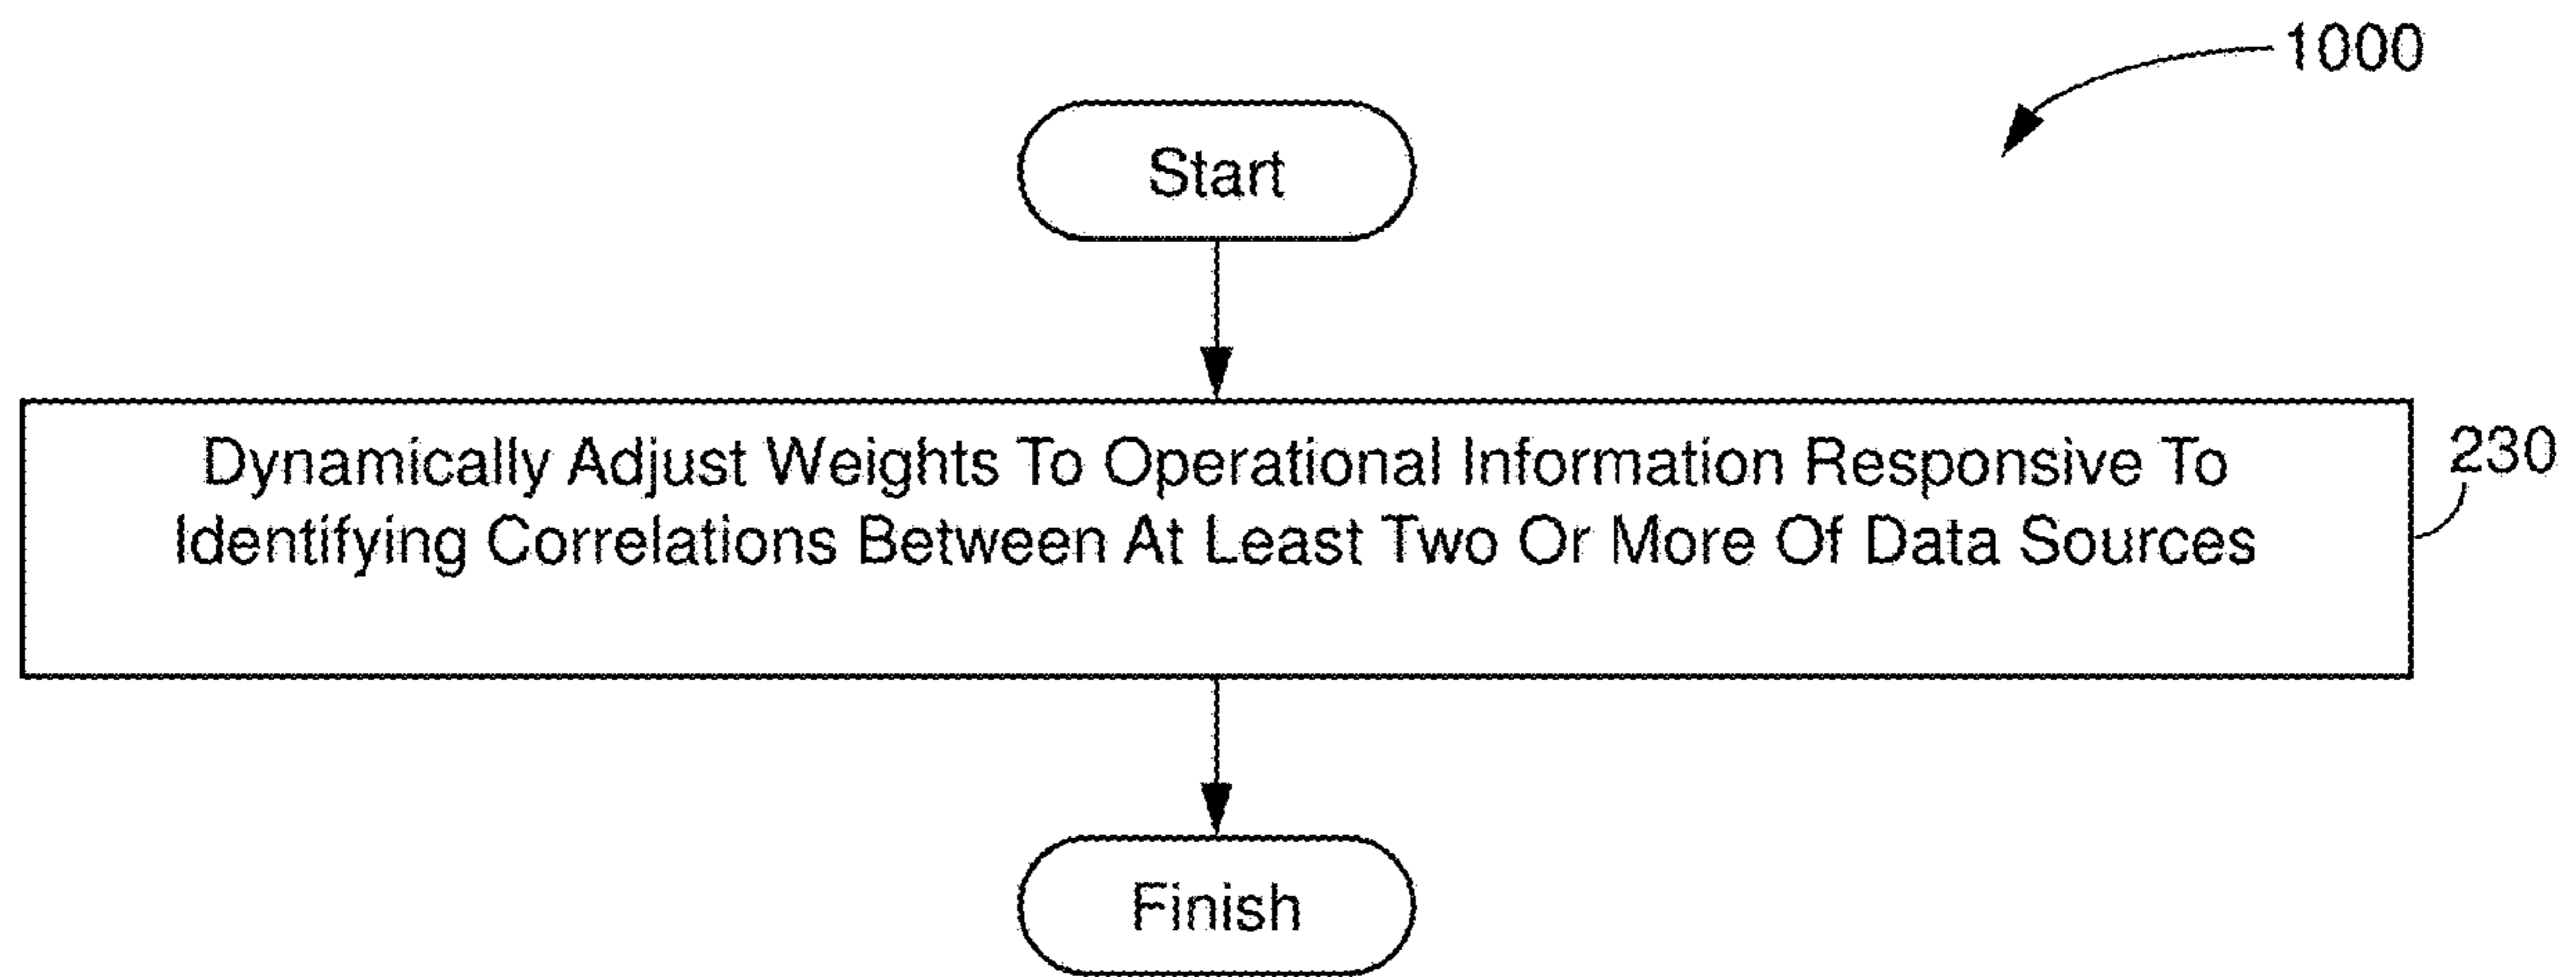 1000
Start
Dynamically Adjust Weights To Operational Information Responsive To
Identifying Correlations Between At Least Two Or More Of Data Sources
230
Finish